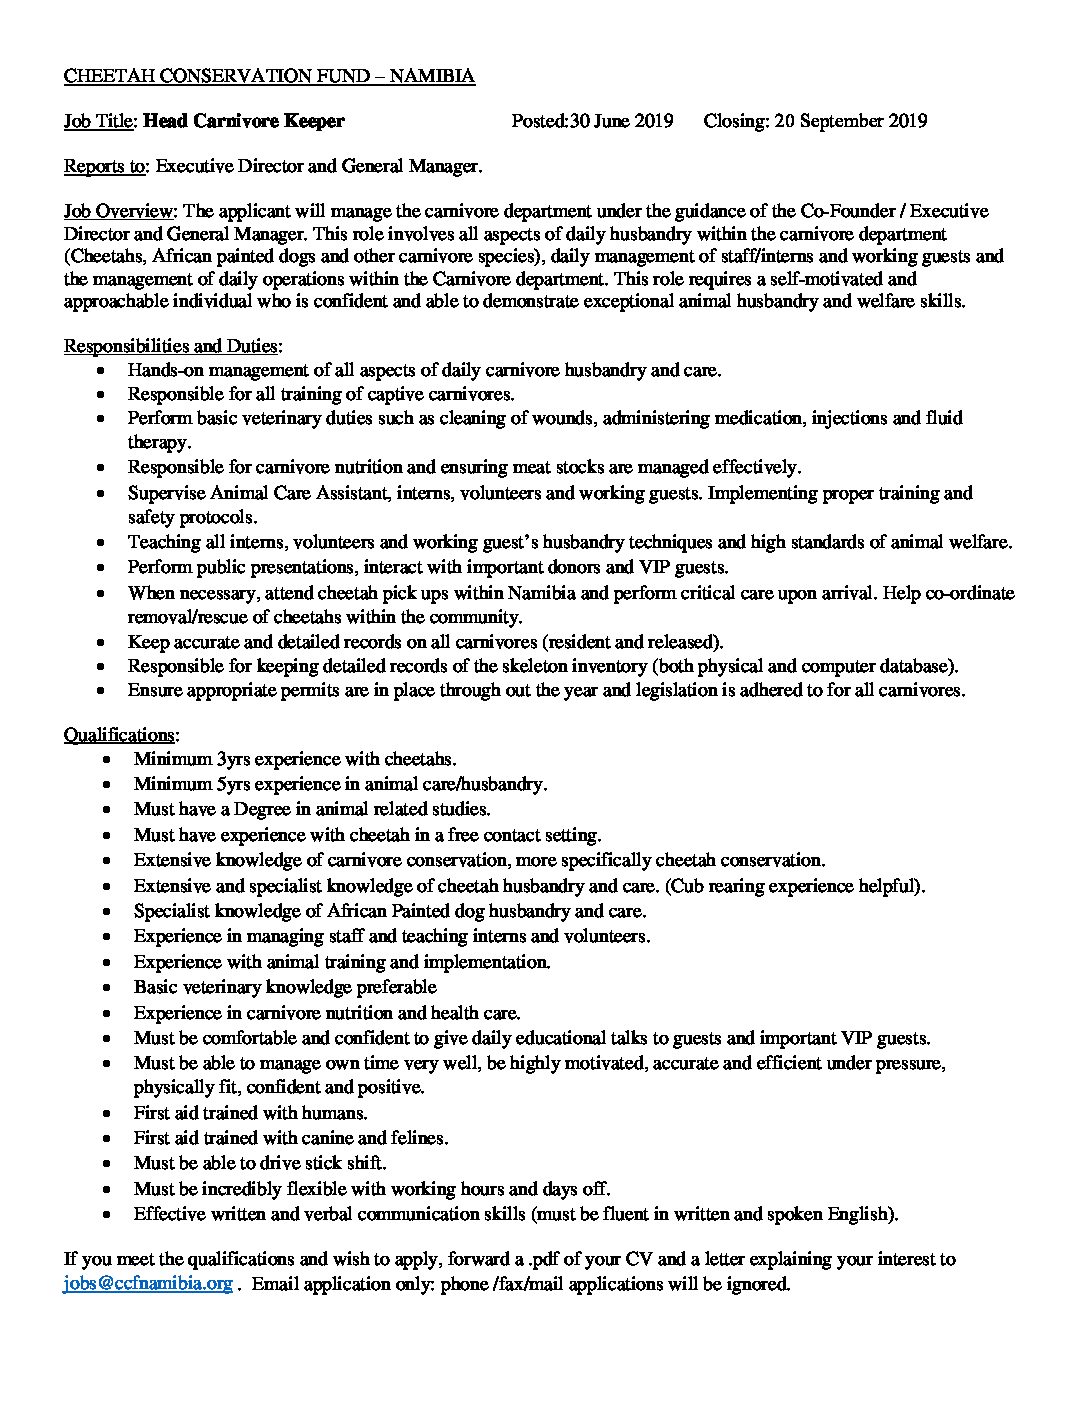 CHEETAH CONSERVATION FUND – NAMIBIA
Job Title: Head Carnivore Keeper Posted:30 June 2019 Closing: 20 September 2019
Reports to: Executive Director and General Manager.
Job Overview: The applicant will manage the carnivore department under the guidance of the Co-Founder / Executive
Director and General Manager. This role involves all aspects of daily husbandry within the carnivore department
(Cheetahs, African painted dogs and other carnivore species), daily management of staff/interns and working guests and
the management of daily operations within the Carnivore department. This role requires a self-motivated and
approachable individual who is confident and able to demonstrate exceptional animal husbandry and welfare skills.
Responsibilities and Duties:
• Hands-on management of all aspects of daily carnivore husbandry and care.
• Responsible for all training of captive carnivores.
• Perform basic veterinary duties such as cleaning of wounds, administering medication, injections and fluid
therapy.
• Responsible for carnivore nutrition and ensuring meat stocks are managed effectively.
• Supervise Animal Care Assistant, interns, volunteers and working guests. Implementing proper training and
safety protocols.
• Teaching all interns, volunteers and working guest’s husbandry techniques and high standards of animal welfare.
• Perform public presentations, interact with important donors and VIP guests.
• When necessary, attend cheetah pick ups within Namibia and perform critical care upon arrival. Help co-ordinate
removal/rescue of cheetahs within the community.
• Keep accurate and detailed records on all carnivores (resident and released).
• Responsible for keeping detailed records of the skeleton inventory (both physical and computer database).
• Ensure appropriate permits are in place through out the year and legislation is adhered to for all carnivores.
Qualifications:
• Minimum 3yrs experience with cheetahs.
• Minimum 5yrs experience in animal care/husbandry.
• Must have a Degree in animal related studies.
• Must have experience with cheetah in a free contact setting.
• Extensive knowledge of carnivore conservation, more specifically cheetah conservation.
• Extensive and specialist knowledge of cheetah husbandry and care. (Cub rearing experience helpful).
• Specialist knowledge of African Painted dog husbandry and care.
• Experience in managing staff and teaching interns and volunteers.
• Experience with animal training and implementation.
• Basic veterinary knowledge preferable
• Experience in carnivore nutrition and health care.
• Must be comfortable and confident to give daily educational talks to guests and important VIP guests.
• Must be able to manage own time very well, be highly motivated, accurate and efficient under pressure,
physically fit, confident and positive.
• First aid trained with humans.
• First aid trained with canine and felines.
• Must be able to drive stick shift.
• Must be incredibly flexible with working hours and days off.
• Effective written and verbal communication skills (must be fluent in written and spoken English).
If you meet the qualifications and wish to apply, forward a .pdf of your CV and a letter explaining your interest to
jobs@ccfnamibia.org . Email application only: phone /fax/mail applications will be ignored.